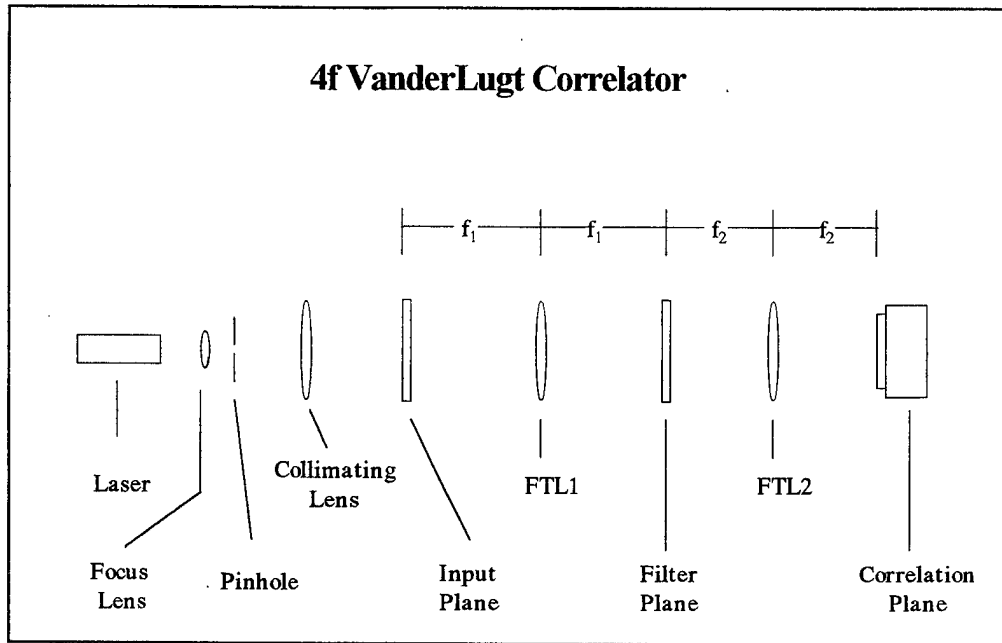 4f VanderLugt Correlator
f₁ f₁ f₂ f₂
Laser
Collimating
Lens
FTL1
FTL2
Focus
Lens
Pinhole
Input
Plane
Filter
Plane
Correlation
Plane